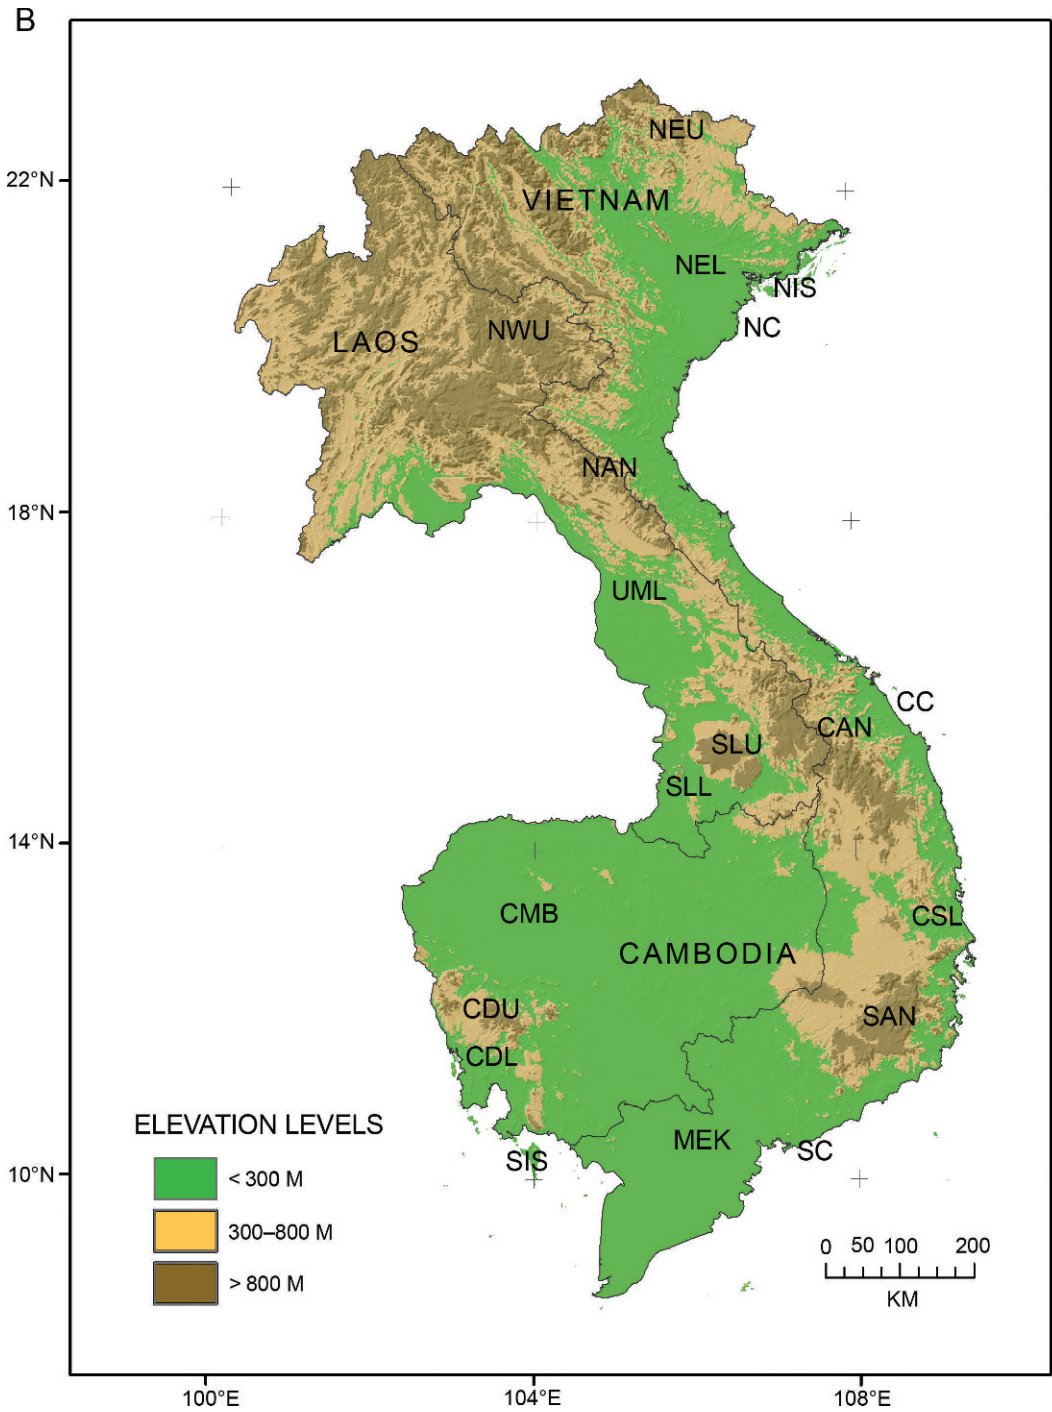 B
NEU
22°N
VIETNAM
NEL
NIS
NC
NWU
LAOS
NAN
18°N
UML
CC
CAN
SLU
SLL
14°N
CMB
CSL
CAMBODIA
CDU
SAN
CDL
ELEVATION LEVELS
MEK
SC
SIS
10°N
< 300 M
300–800 M
> 800 M
0 50 100 200
KM
100°E 104°E 108°E